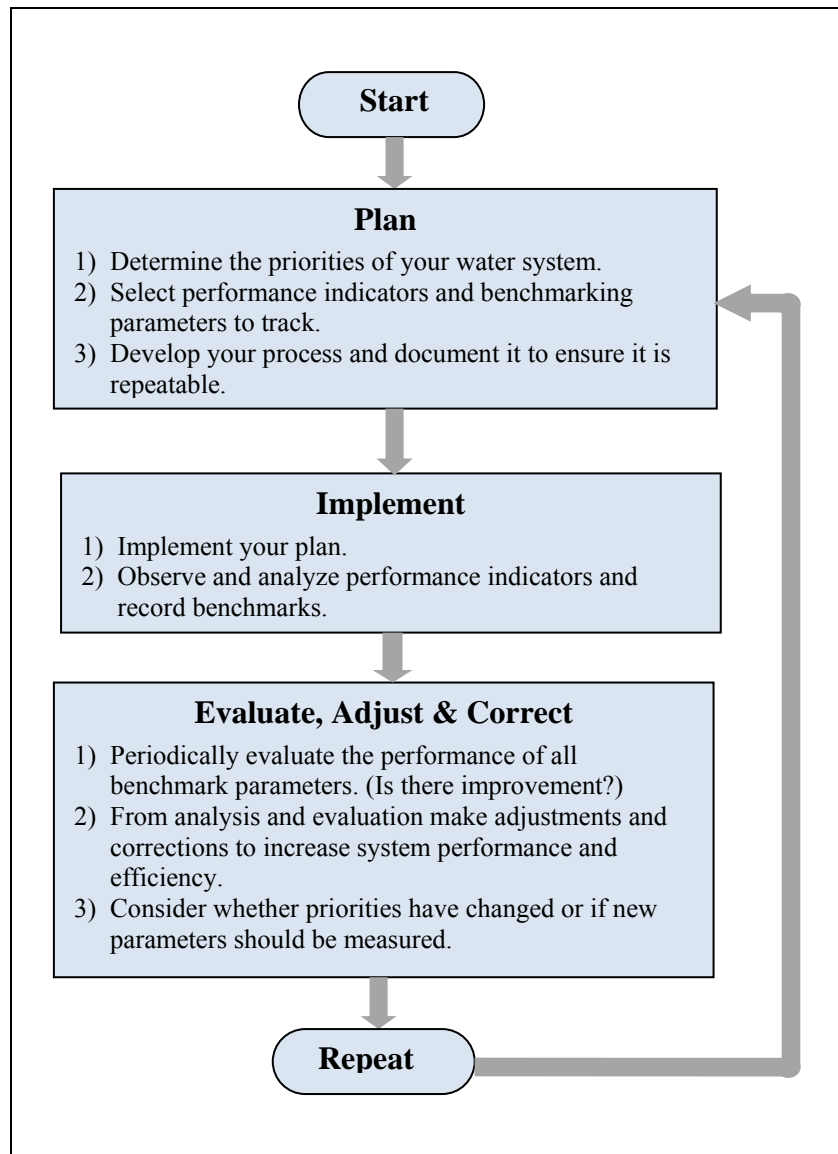 Start
Plan
1) Determine the priorities of your water system.
2) Select performance indicators and benchmarking
parameters to track.
3) Develop your process and document it to ensure it is
repeatable.
Implement
1) Implement your plan.
2) Observe and analyze performance indicators and
record benchmarks.
Evaluate, Adjust & Correct
1) Periodically evaluate the performance of all
benchmark parameters. (Is there improvement?)
2) From analysis and evaluation make adjustments and
corrections to increase system performance and
efficiency.
3) Consider whether priorities have changed or if new
parameters should be measured.
Repeat